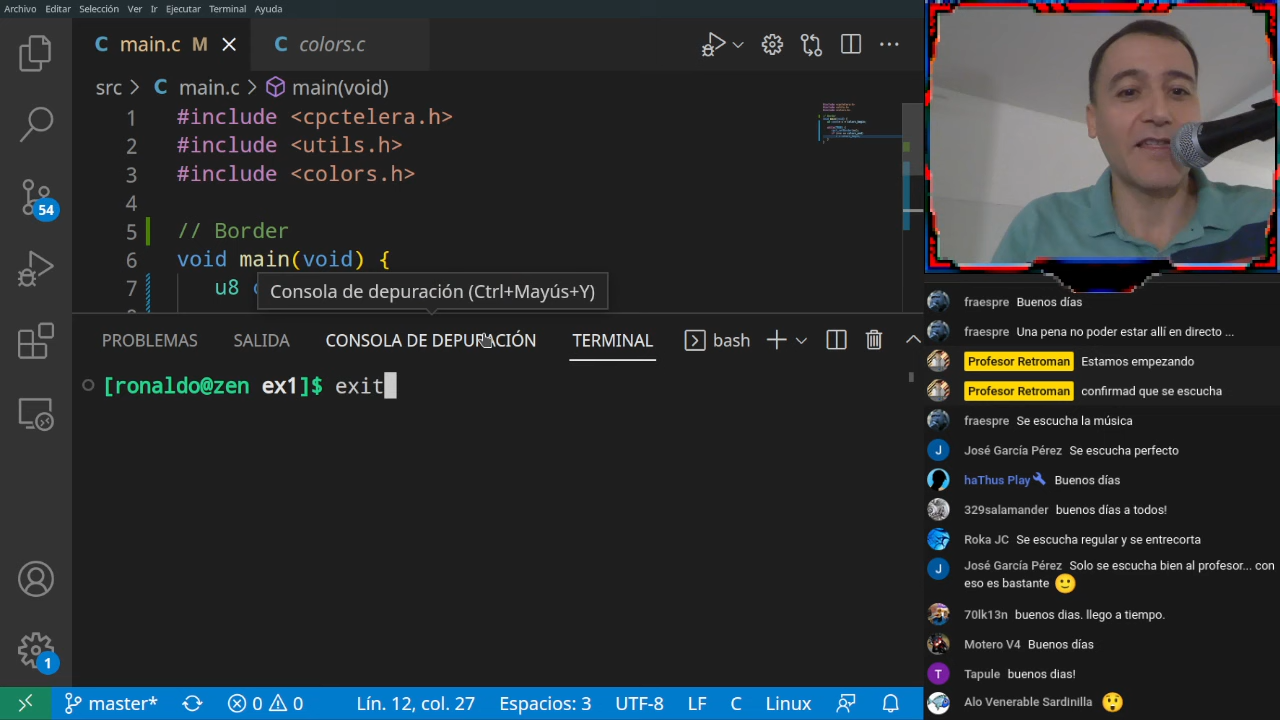 Archivo Editar Selección Ver Ir Ejecutar Terminal Ayuda
main.c M
colors.c
src > main.c > main(void)
1 #include <cpctelera.h>
2 #include <utils.h>
3 #include <colors.h>
4
5 // Border
6 void main(void) {
7 u8
Consola de depuración (Ctrl+Mayús+Y)
PROBLEMAS SALIDA CONSOLA DE DEPURACIÓN TERMINAL bash
[ronaldo@zen ex1]$ exit
54
1
master* 0 0 Lín. 12, col. 27 Espacios: 3 UTF-8 LF C Linux
fraespre Buenos días
fraespre Una pena no poder estar allí en directo ...
Profesor Retroman Estamos empezando
Profesor Retroman confirmad que se escucha
fraespre Se escucha la música
J José García Pérez Se escucha perfecto
haThus Play Buenos días
329salamander buenos días a todos!
Roka JC Se escucha regular y se entrecorta
J José García Pérez Solo se escucha bien al profesor... con
eso es bastante
70lk13n buenos dias. llego a tiempo.
Motero V4 Buenos días
T Tapule buenos dias!
Alo Venerable Sardinilla